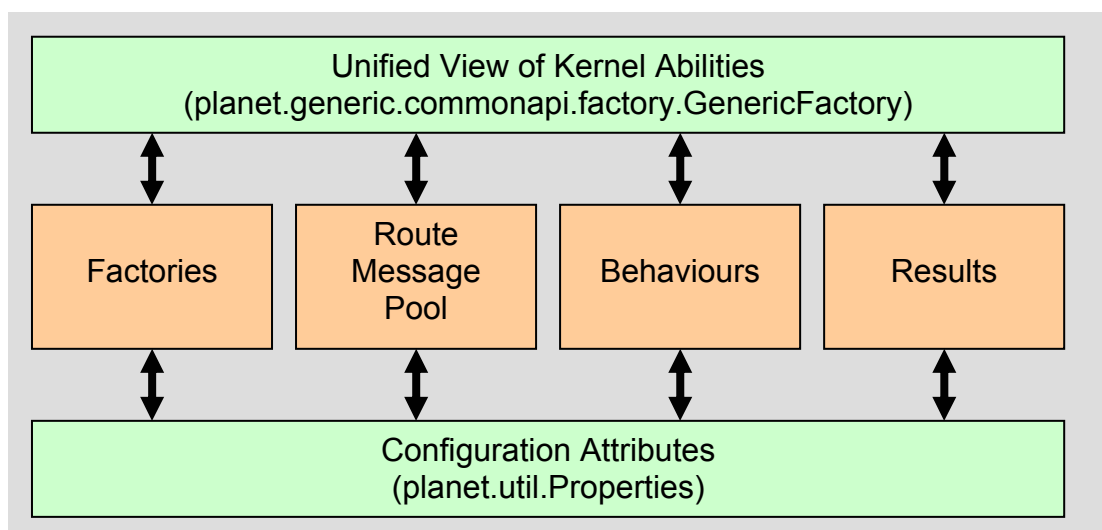 Unified View of Kernel Abilities
(planet.generic.commonapi.factory.GenericFactory)
Factories
Route
Message
Pool
Behaviours
Results
Configuration Attributes
(planet.util.Properties)